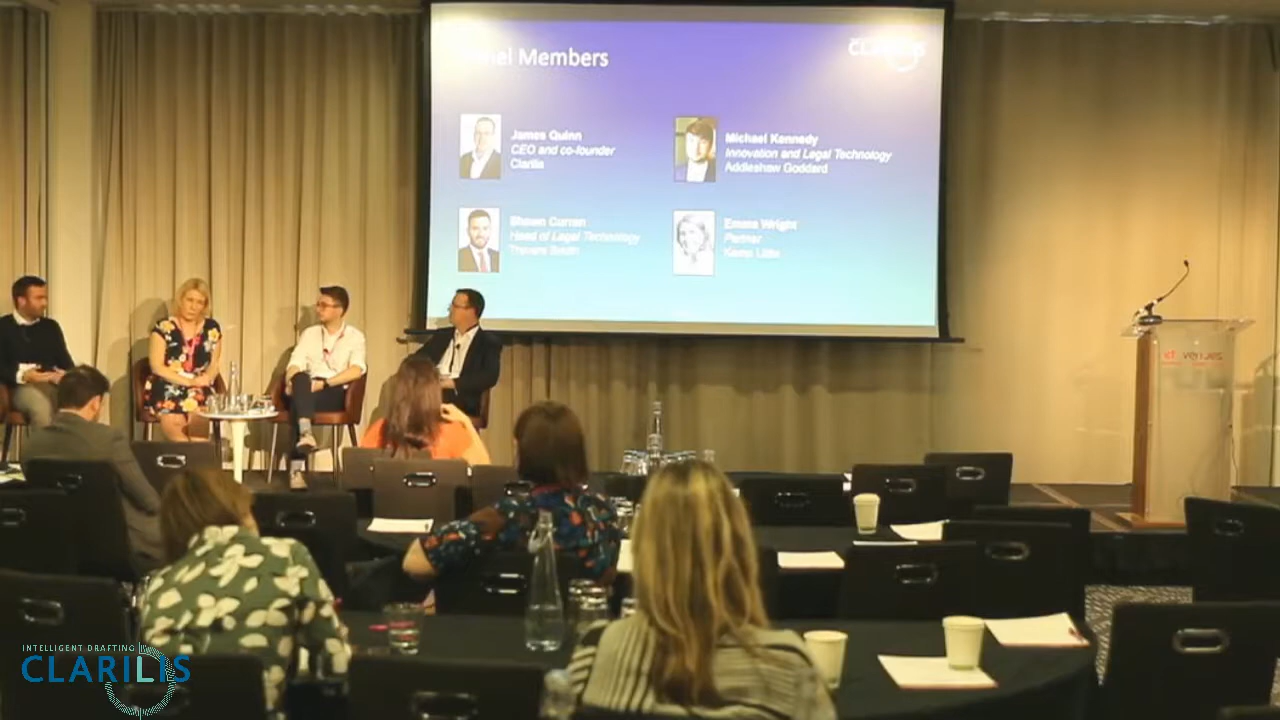 Panel Members
CLARILIS
James Quinn
CEO and co-founder
Clarilis
Michael Kennedy
Innovation and Legal Technology
Addleshaw Goddard
Shawn Curran
Head of Legal Technology
Travers Smith
Emma Wright
Partner
Kemp Little
venues
INTELLIGENT DRAFTING
CLARILIS